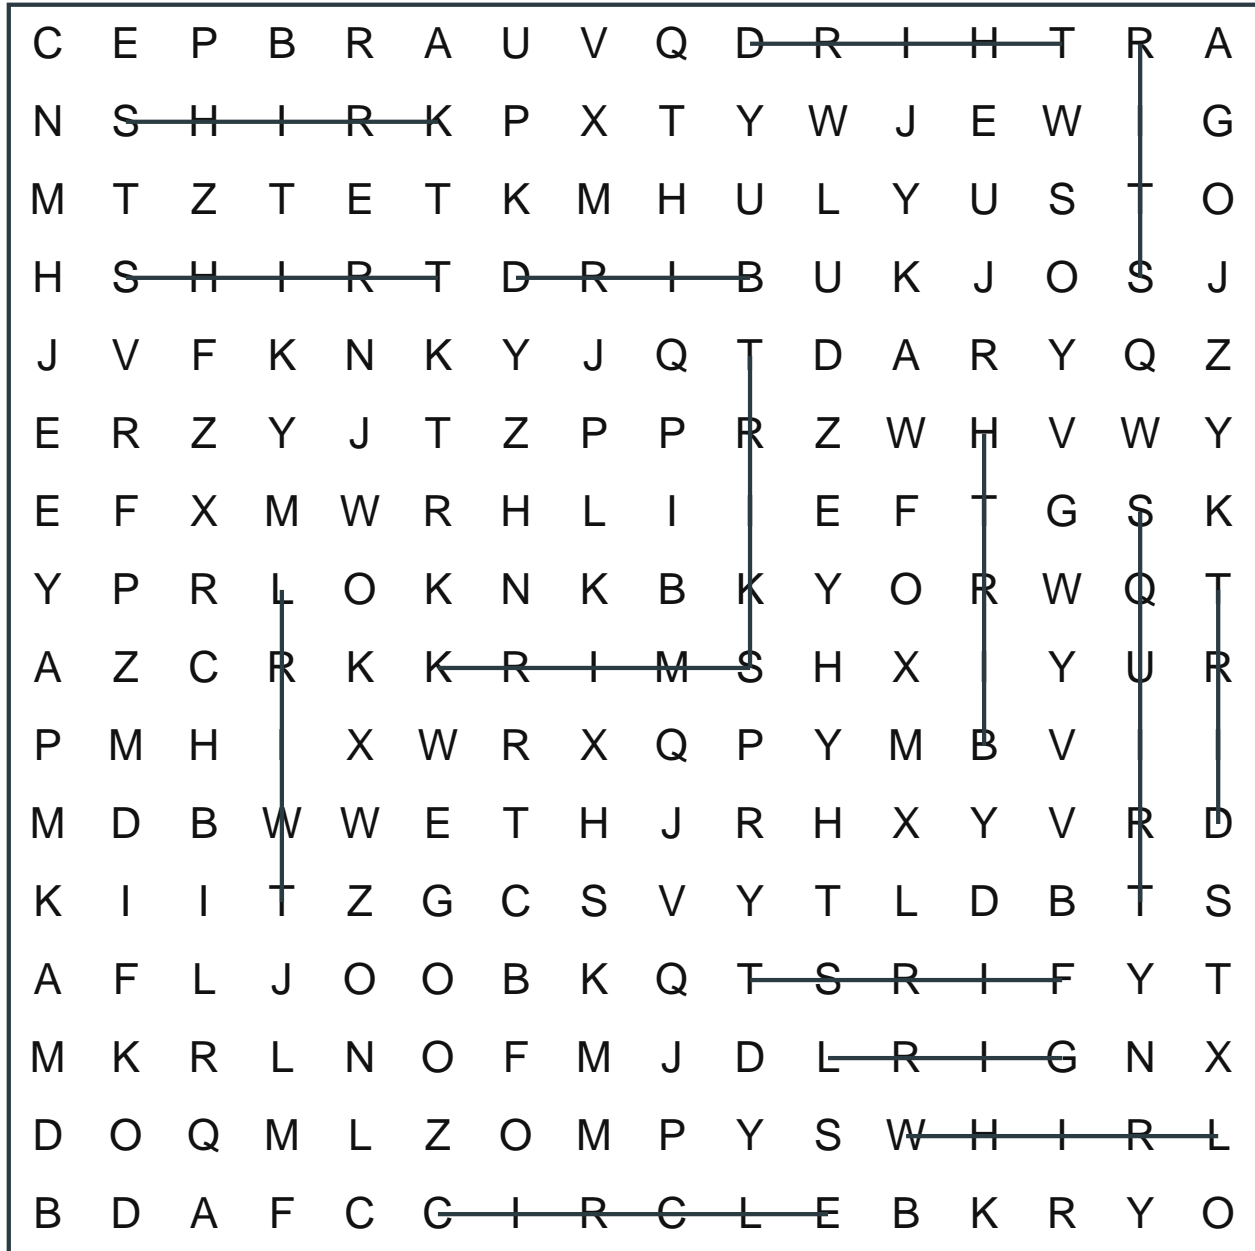 C E P B R A U V Q D R I H T R A
N S H I R K P X T Y W J E W I G
M T Z T E T K M H U L Y U S T O
H S H I R T D R I B U K J O S J
J V F K N K Y J Q T D A R Y Q Z
E R Z Y J T Z P P R Z W H V W Y
E F X M W R H L I I E F T G S K
Y P R L O K N K B K Y O R W Q T
A Z C R K K R I M S H X I Y U R
P M H I X W R X Q P Y M B V I I
M D B W W E T H J R H X Y V R D
K I I T Z G C S V Y T L D B T S
A F L J O O B K Q T S R I F Y T
M K R L N O F M J D L R I G N X
D O Q M L Z O M P Y S W H I R L
B D A F C C I R C L E B K R Y O